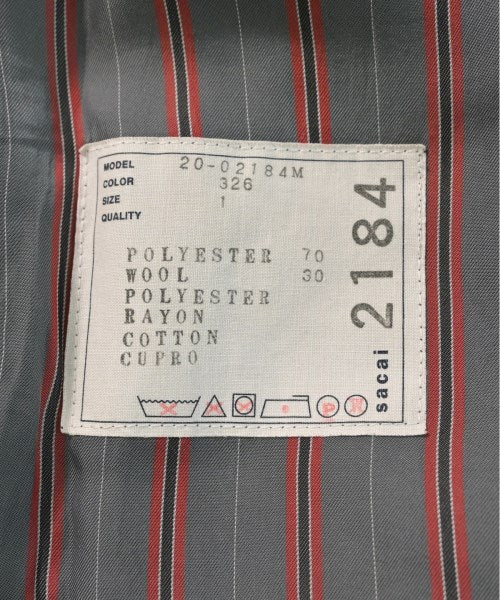 MODEL 20-02184M
COLOR 326
SIZE 1
QUALITY
POLYESTER 70
WOOL 30
POLYESTER
RAYON
COTTON
CUPRO
P
sacai 2184